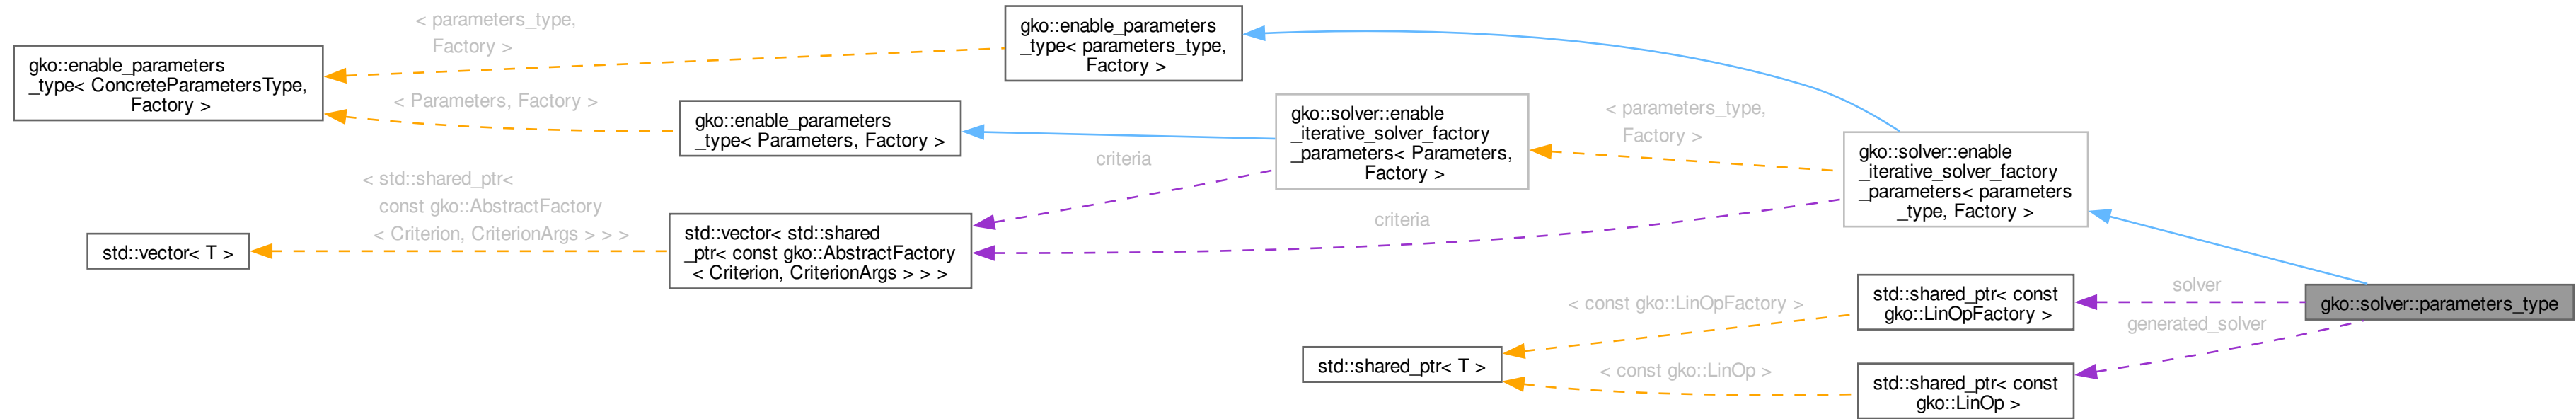 gko::enable_parameters
_type< ConcreteParametersType,
Factory >
< parameters_type,
Factory >
< Parameters, Factory >
gko::enable_parameters
_type< parameters_type,
Factory >
gko::enable_parameters
_type< Parameters, Factory >
gko::solver::enable
_iterative_solver_factory
_parameters< Parameters,
Factory >
< parameters_type,
Factory >
gko::solver::enable
_iterative_solver_factory
_parameters< parameters
_type, Factory >
criteria
criteria
std::vector< T >
< std::shared_ptr<
const gko::AbstractFactory
< Criterion, CriterionArgs > > >
std::vector< std::shared
_ptr< const gko::AbstractFactory
< Criterion, CriterionArgs > > >
std::shared_ptr< T >
< const gko::LinOpFactory >
< const gko::LinOp >
std::shared_ptr< const
gko::LinOpFactory >
std::shared_ptr< const
gko::LinOp >
solver
generated_solver
gko::solver::parameters_type